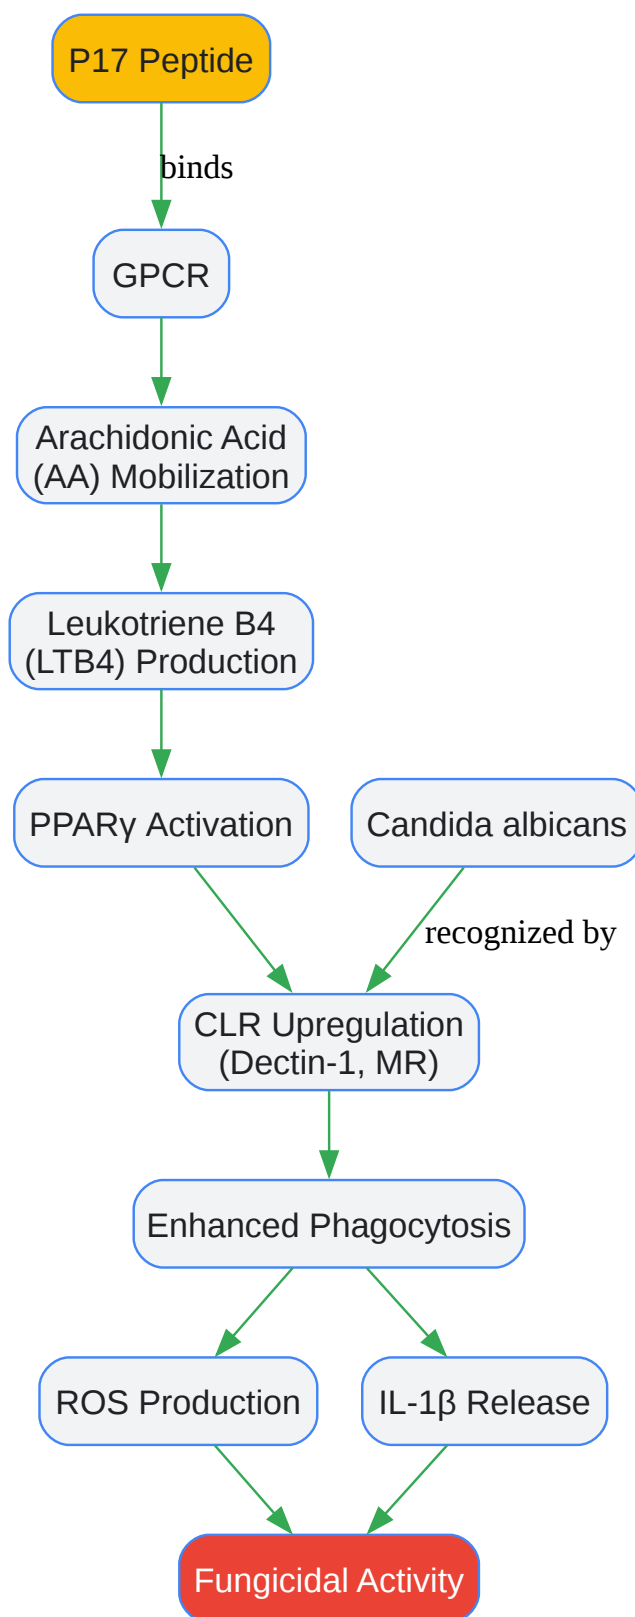 P17 Peptide
binds
GPCR
Arachidonic Acid
(AA) Mobilization
Leukotriene B4
(LTB4) Production
PPARγ Activation
Candida albicans
recognized by
CLR Upregulation
(Dectin-1, MR)
Enhanced Phagocytosis
ROS Production
IL-1β Release
Fungicidal Activity